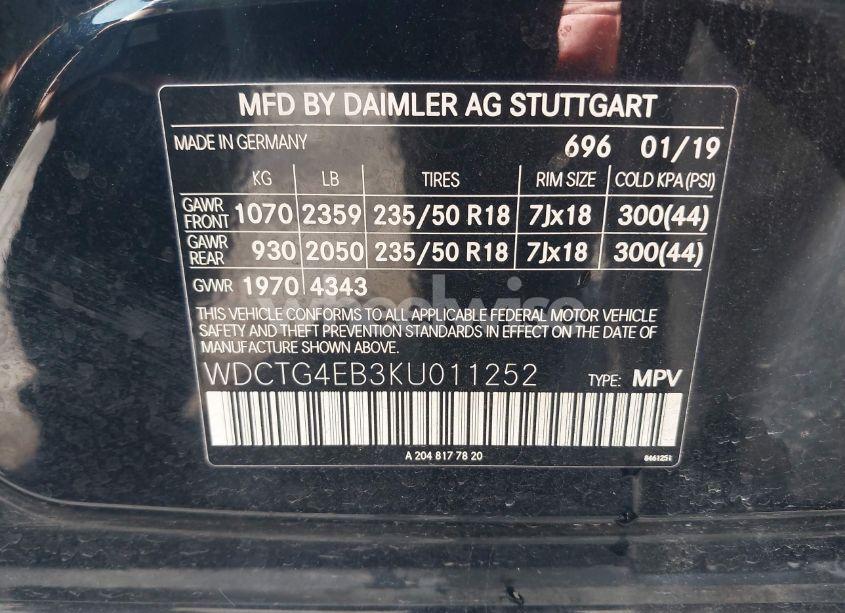 MFD BY DAIMLER AG STUTTGART
MADE IN GERMANY 696 01/19
KG LB TIRES RIM SIZE COLD KPA (PSI)
GAWR FRONT 1070 2359 235/50 R18 7Jx18 300(44)
GAWR REAR 930 2050 235/50 R18 7Jx18 300(44)
GVWR 1970 4343
wheelwise
THIS VEHICLE CONFORMS TO ALL APPLICABLE FEDERAL MOTOR VEHICLE
SAFETY AND THEFT PREVENTION STANDARDS IN EFFECT ON THE DATE OF
MANUFACTURE SHOWN ABOVE.
WDCTG4EB3KU011252 TYPE: MPV
A 204 817 78 20 8461251